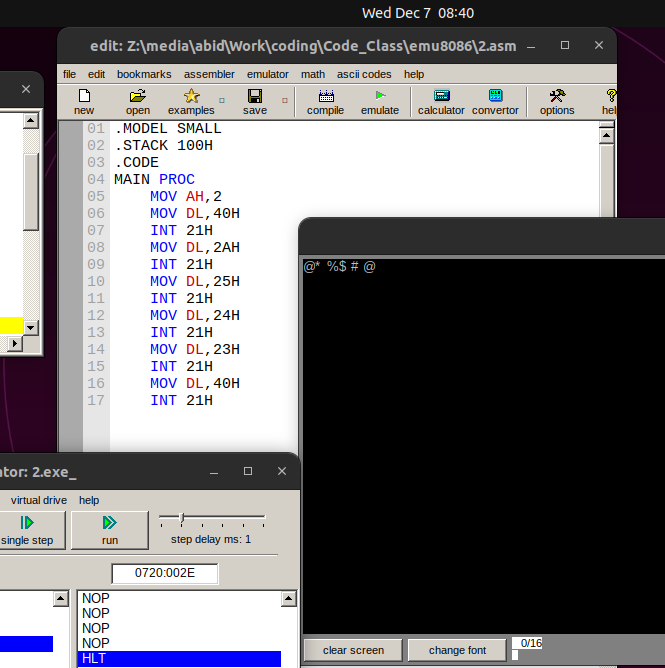 Wed Dec 7  08:40
edit: Z:\media\abid\Work\coding\Code_Class\emu8086\2.asm
file edit bookmarks assembler emulator math ascii codes help
new open examples save compile emulate calculator convertor options hel
01 .MODEL SMALL
02 .STACK 100H
03 .CODE
04 MAIN PROC
05     MOV AH,2
06     MOV DL,40H
07     INT 21H
08     MOV DL,2AH
09     INT 21H
10     MOV DL,25H
11     INT 21H
12     MOV DL,24H
13     INT 21H
14     MOV DL,23H
15     INT 21H
16     MOV DL,40H
17     INT 21H
@* %$ # @
ator: 2.exe_
virtual drive help
single step run step delay ms: 1
0720:002E
NOP
NOP
NOP
NOP
HLT
clear screen change font 0/16